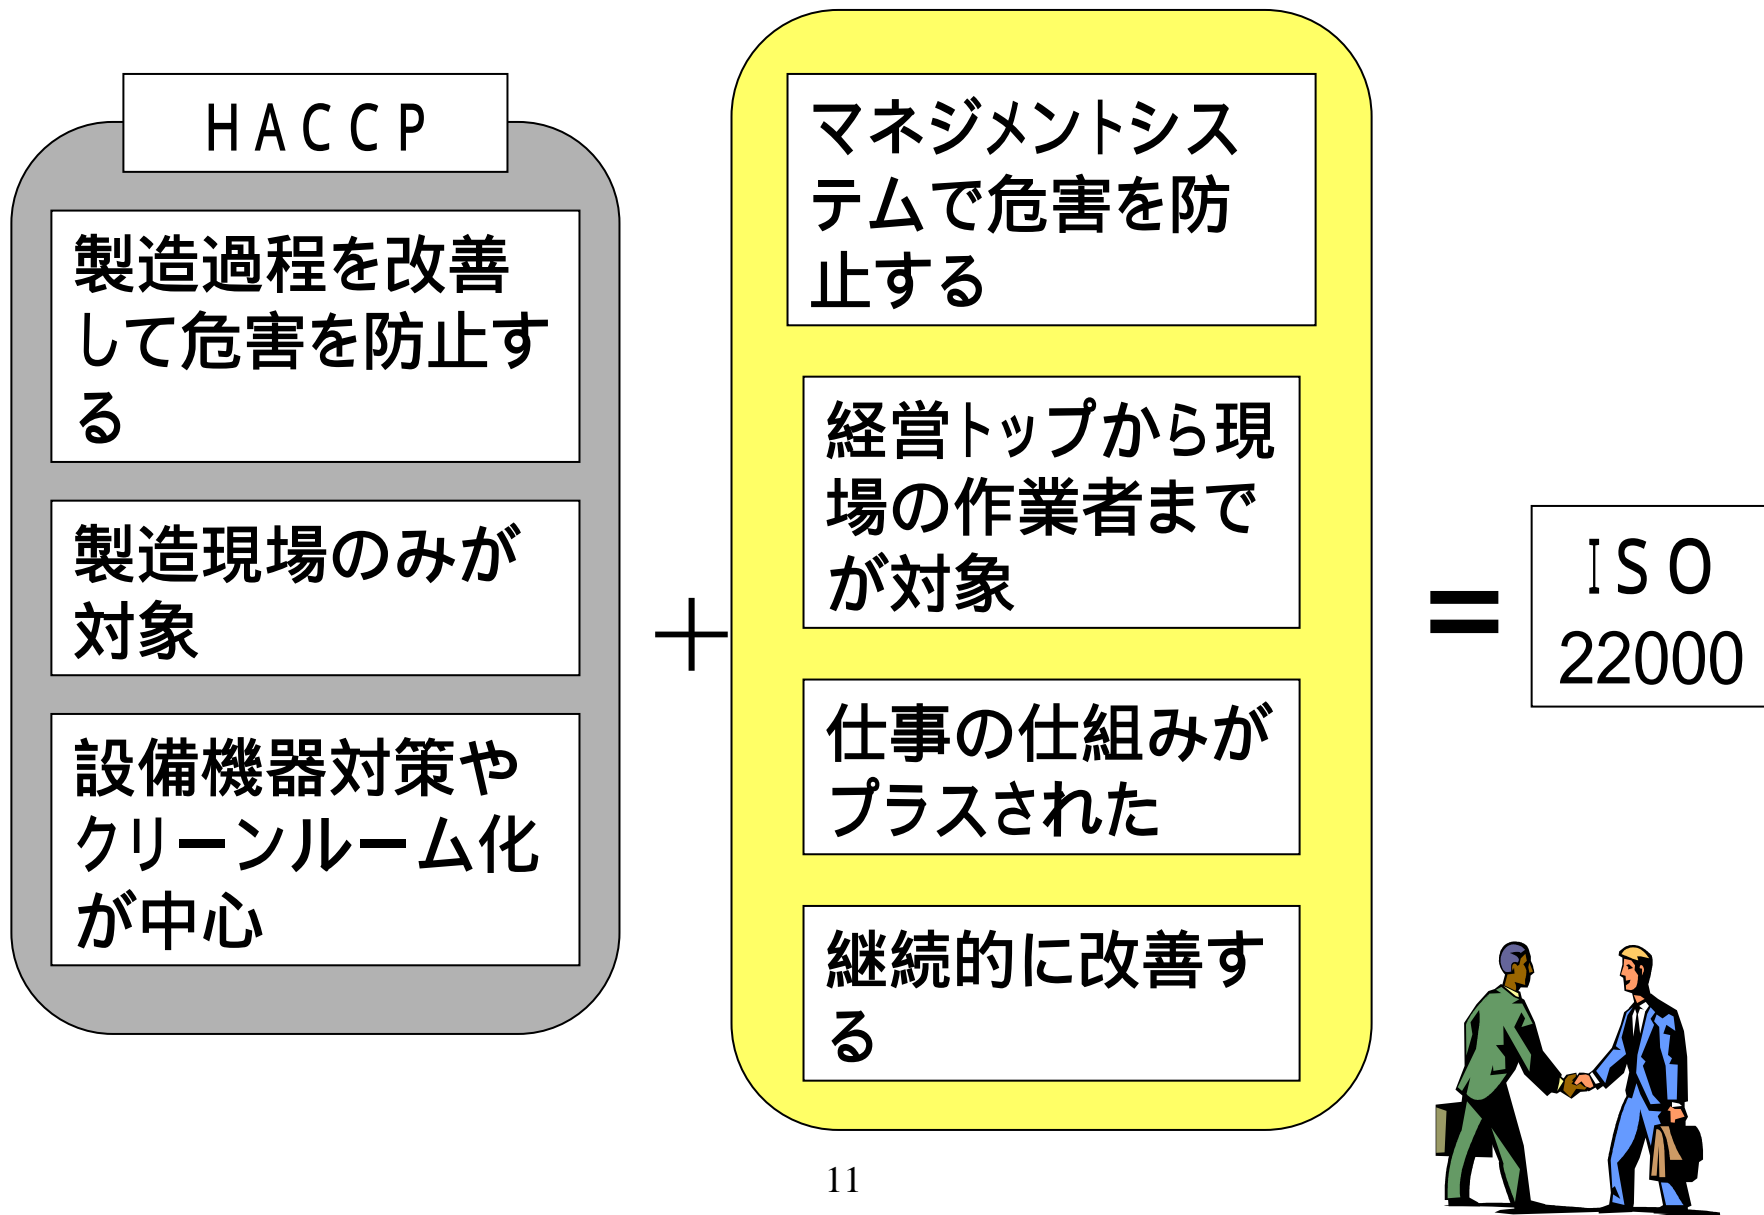 ＨＡＣＣＰ
製造過程を改善
して危害を防止す
る
製造現場のみが
対象
設備機器対策や
クリーンルーム化
が中心
＋
マネジメントシス
テムで危害を防
止する
経営トップから現
場の作業者まで
が対象
仕事の仕組みが
プラスされた
継続的に改善す
る
＝
ＩＳＯ
22000
11